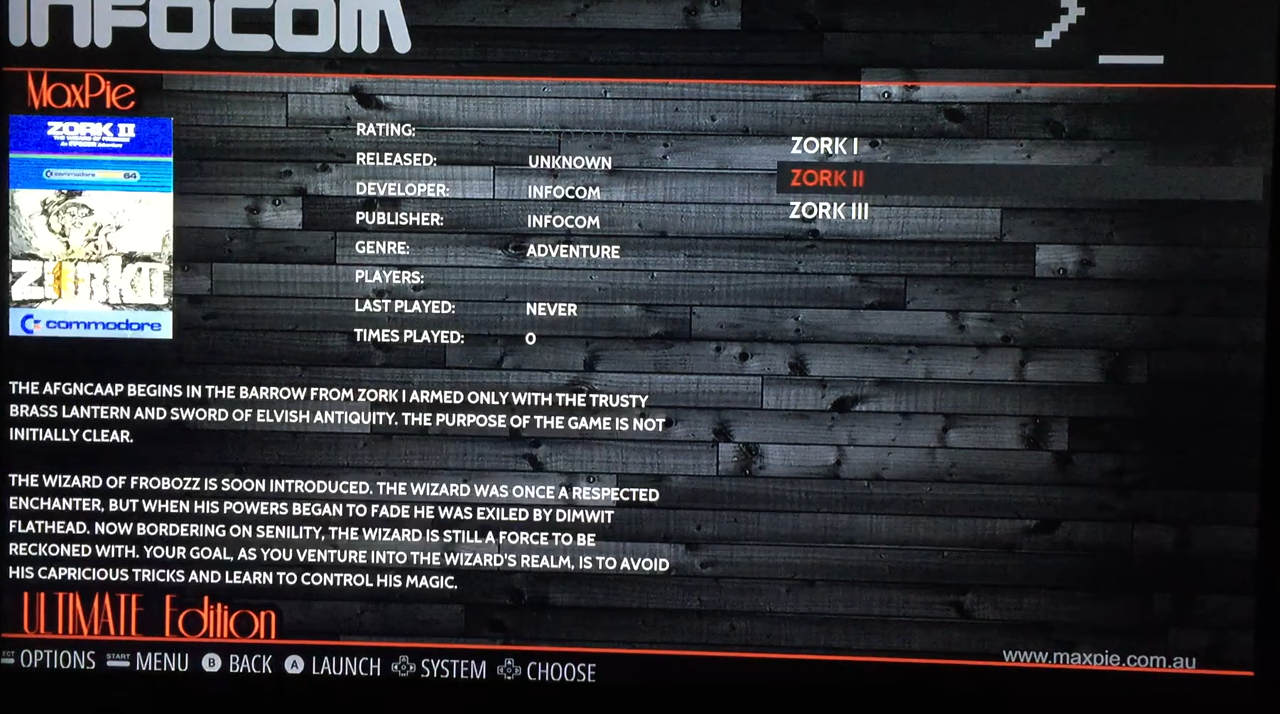 INFOCOM
MaxPie
ZORK II
commodore 64
ZORK II
commodore
RATING:
RELEASED: UNKNOWN
DEVELOPER: INFOCOM
PUBLISHER: INFOCOM
GENRE: ADVENTURE
PLAYERS:
LAST PLAYED: NEVER
TIMES PLAYED: 0
ZORK I
ZORK II
ZORK III
THE AFGNCAAP BEGINS IN THE BARROW FROM ZORK I ARMED ONLY WITH THE TRUSTY
BRASS LANTERN AND SWORD OF ELVISH ANTIQUITY. THE PURPOSE OF THE GAME IS NOT
INITIALLY CLEAR.
THE WIZARD OF FROBOZZ IS SOON INTRODUCED. THE WIZARD WAS ONCE A RESPECTED
ENCHANTER, BUT WHEN HIS POWERS BEGAN TO FADE HE WAS EXILED BY DIMWIT
FLATHEAD. NOW BORDERING ON SENILITY, THE WIZARD IS STILL A FORCE TO BE
RECKONED WITH. YOUR GOAL, AS YOU VENTURE INTO THE WIZARD'S REALM, IS TO AVOID
HIS CAPRICIOUS TRICKS AND LEARN TO CONTROL HIS MAGIC.
ULTIMATE Edition
OPTIONS START MENU B BACK A LAUNCH SYSTEM CHOOSE
www.maxpie.com.au